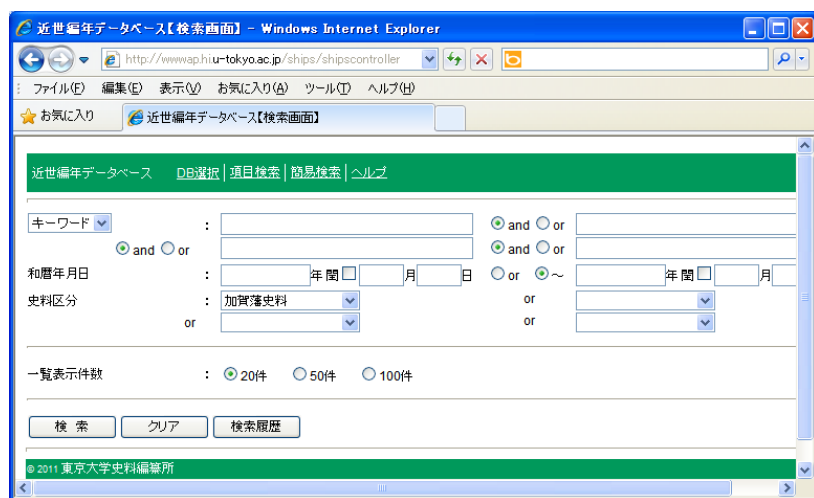 近世編年データベース【検索画面】 - Windows Internet Explorer
http://wwwap.hi.u-tokyo.ac.jp/ships/shipscontroller
ファイル(F) 編集(E) 表示(V) お気に入り(A) ツール(T) ヘルプ(H)
お気に入り 近世編年データベース【検索画面】
近世編年データベース DB選択 | 項目検索 | 簡易検索 | ヘルプ
キーワード : and or
and or and or
和暦年月日 : 年 閏 月 日 or ～ 年 閏 月
史料区分 : 加賀藩史料 or
or or
一覧表示件数 : 20件 50件 100件
検 索 クリア 検索履歴
© 2011 東京大学史料編纂所